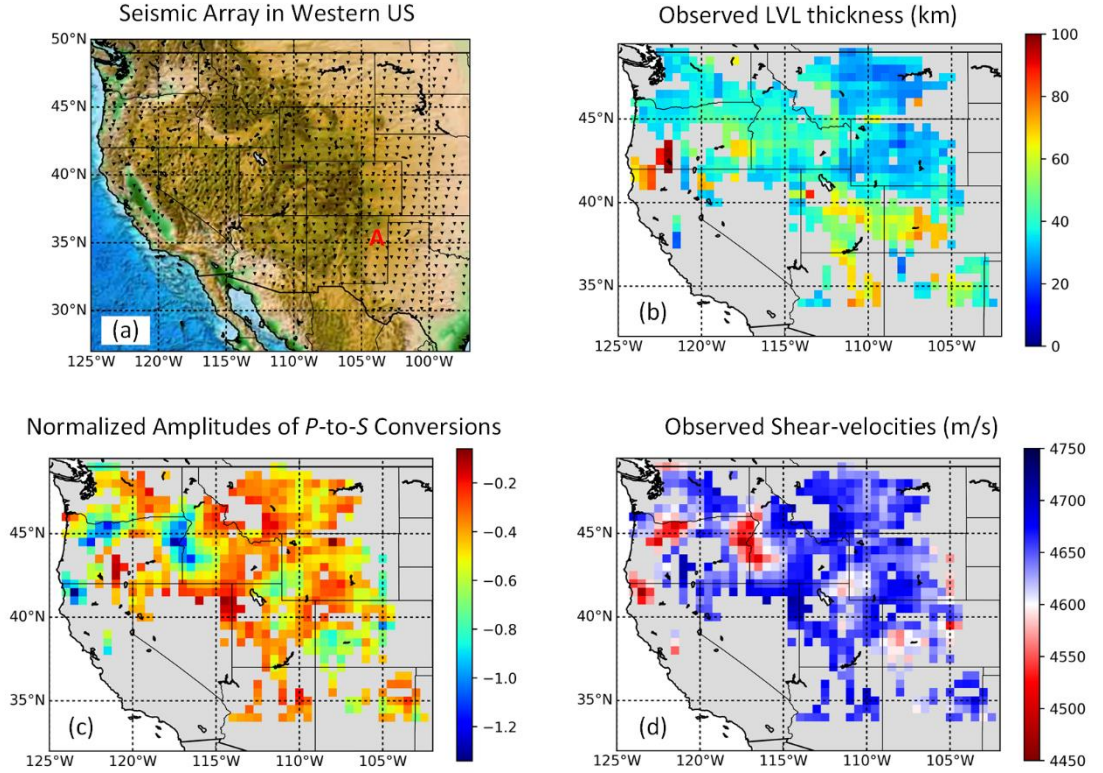 Seismic Array in Western US
50°N
45°N
40°N
35°N
30°N
A
(a)
125°W 120°W 115°W 110°W 105°W 100°W
Observed LVL thickness (km)
45°N
40°N
35°N
(b)
125°W 120°W 115°W 110°W 105°W
100
80
60
40
20
0
Normalized Amplitudes of P-to-S Conversions
45°N
40°N
35°N
(c)
125°W 120°W 115°W 110°W 105°W
−0.2
−0.4
−0.6
−0.8
−1.0
−1.2
Observed Shear-velocities (m/s)
45°N
40°N
35°N
(d)
125°W 120°W 115°W 110°W 105°W
4750
4700
4650
4600
4550
4500
4450